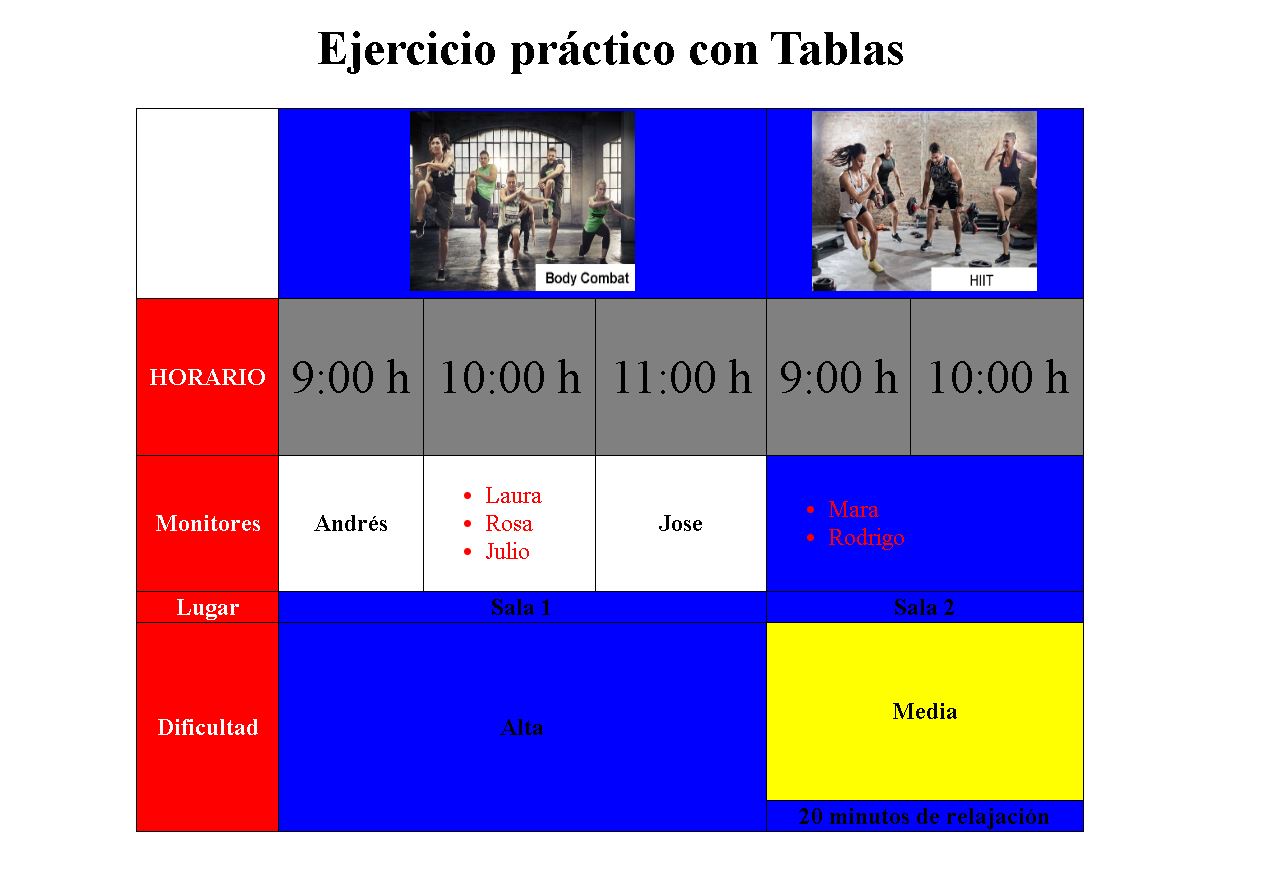 Ejercicio práctico con Tablas
Body Combat
HIIT
HORARIO
9:00 h
10:00 h
11:00 h
9:00 h
10:00 h
Monitores
Andrés
Laura
Rosa
Julio
Jose
Mara
Rodrigo
Lugar
Sala 1
Sala 2
Dificultad
Alta
Media
20 minutos de relajación